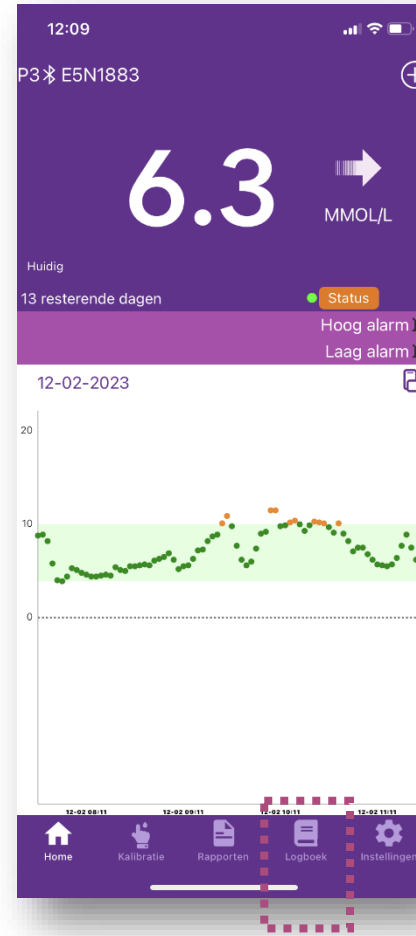 12:09
P3 E5N1883
6.3
MMOL/L
Huidig
13 resterende dagen
Status
Hoog alarm
Laag alarm
12-02-2023
20
10
0
12-02 08:11 12-02 09:11 12-02 10:11 12-02 11:11
Home Kalibratie Rapporten Logboek Instellingen